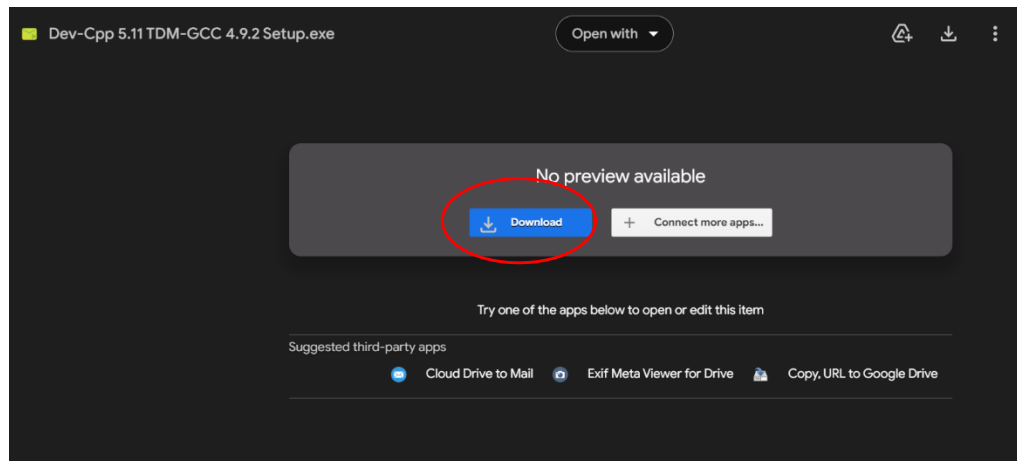 Dev-Cpp 5.11 TDM-GCC 4.9.2 Setup.exe
Open with
No preview available
Download
+ Connect more apps...
Try one of the apps below to open or edit this item
Suggested third-party apps
Cloud Drive to Mail
Exif Meta Viewer for Drive
Copy, URL to Google Drive